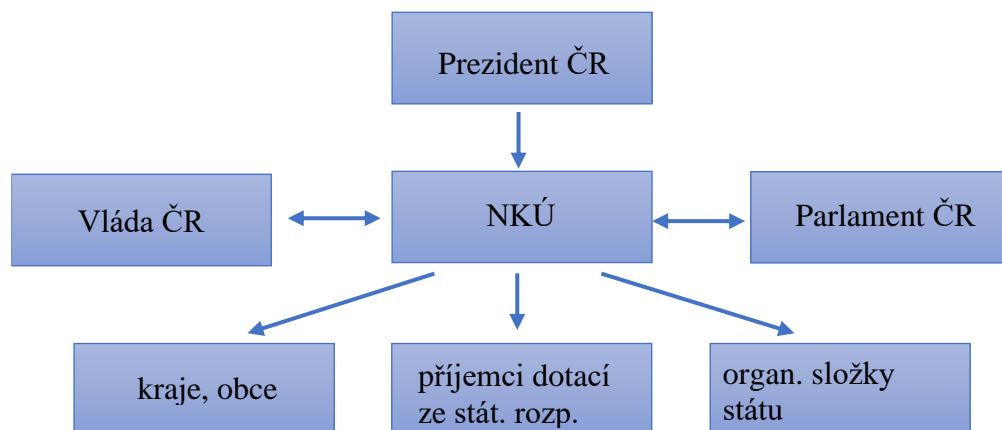 Prezident ČR
Vláda ČR
NKÚ
Parlament ČR
kraje, obce
příjemci dotací
ze stát. rozp.
organ. složky
státu